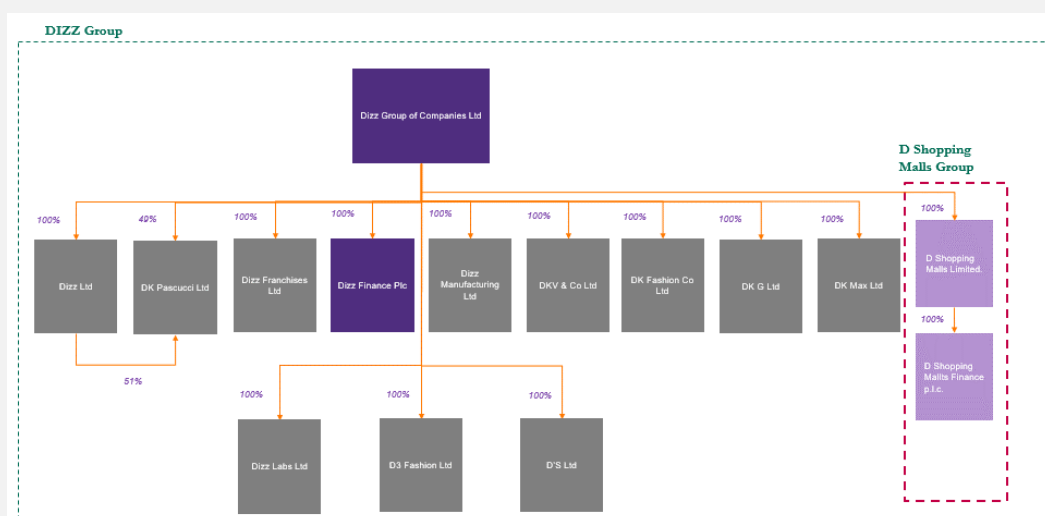 DIZZ Group
Dizz Group of Companies Ltd
D Shopping
Malls Group
100%
49%
100%
100%
100%
100%
100%
100%
100%
100%
Dizz Ltd
DK Pascucci Ltd
Dizz Franchises
Ltd
Dizz Finance Plc
Dizz
Manufacturing
Ltd
DKV & Co Ltd
DK Fashion Co
Ltd
DK G Ltd
DK Max Ltd
D Shopping
Malls Limited.
100%
D Shopping
Mallts Finance
p.l.c.
51%
100%
100%
100%
Dizz Labs Ltd
D3 Fashion Ltd
D'S Ltd